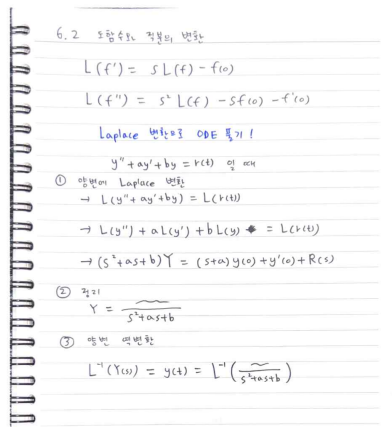 6.2 도함수와 적분의 변환
L(f') = sL(f) - f(0)
L(f'') = s² L(f) - sf(0) - f'(0)
Laplace 변환으로 ODE 풀기!
y'' + ay' + by = r(t) 일 때
① 양변에 Laplace 변환
→ L(y'' + ay' + by) = L(r(t))
→ L(y'') + aL(y') + bL(y) = L(r(t))
→ (s² + as + b)Y = (s+a)y(0) + y'(0) + R(s)
② 정리
Y = ~ / s²+as+b
③ 양변 역변환
L⁻¹(Y(s)) = y(t) = L⁻¹(~ / s²+as+b)